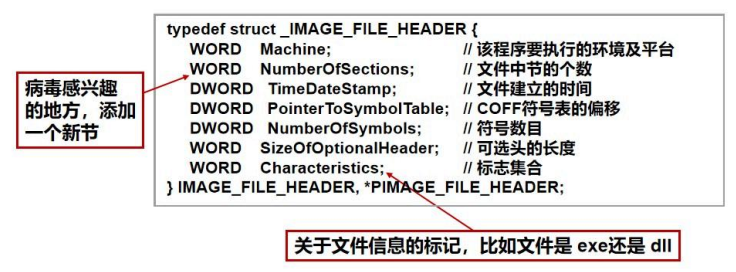 typedef struct _IMAGE_FILE_HEADER {
WORD Machine; // 该程序要执行的环境及平台
WORD NumberOfSections; // 文件中节的个数
DWORD TimeDateStamp; // 文件建立的时间
DWORD PointerToSymbolTable; // COFF符号表的偏移
DWORD NumberOfSymbols; // 符号数目
WORD SizeOfOptionalHeader; // 可选头的长度
WORD Characteristics; // 标志集合
} IMAGE_FILE_HEADER, *PIMAGE_FILE_HEADER;
病毒感兴趣
的地方，添加
一个新节
关于文件信息的标记，比如文件是 exe还是 dll